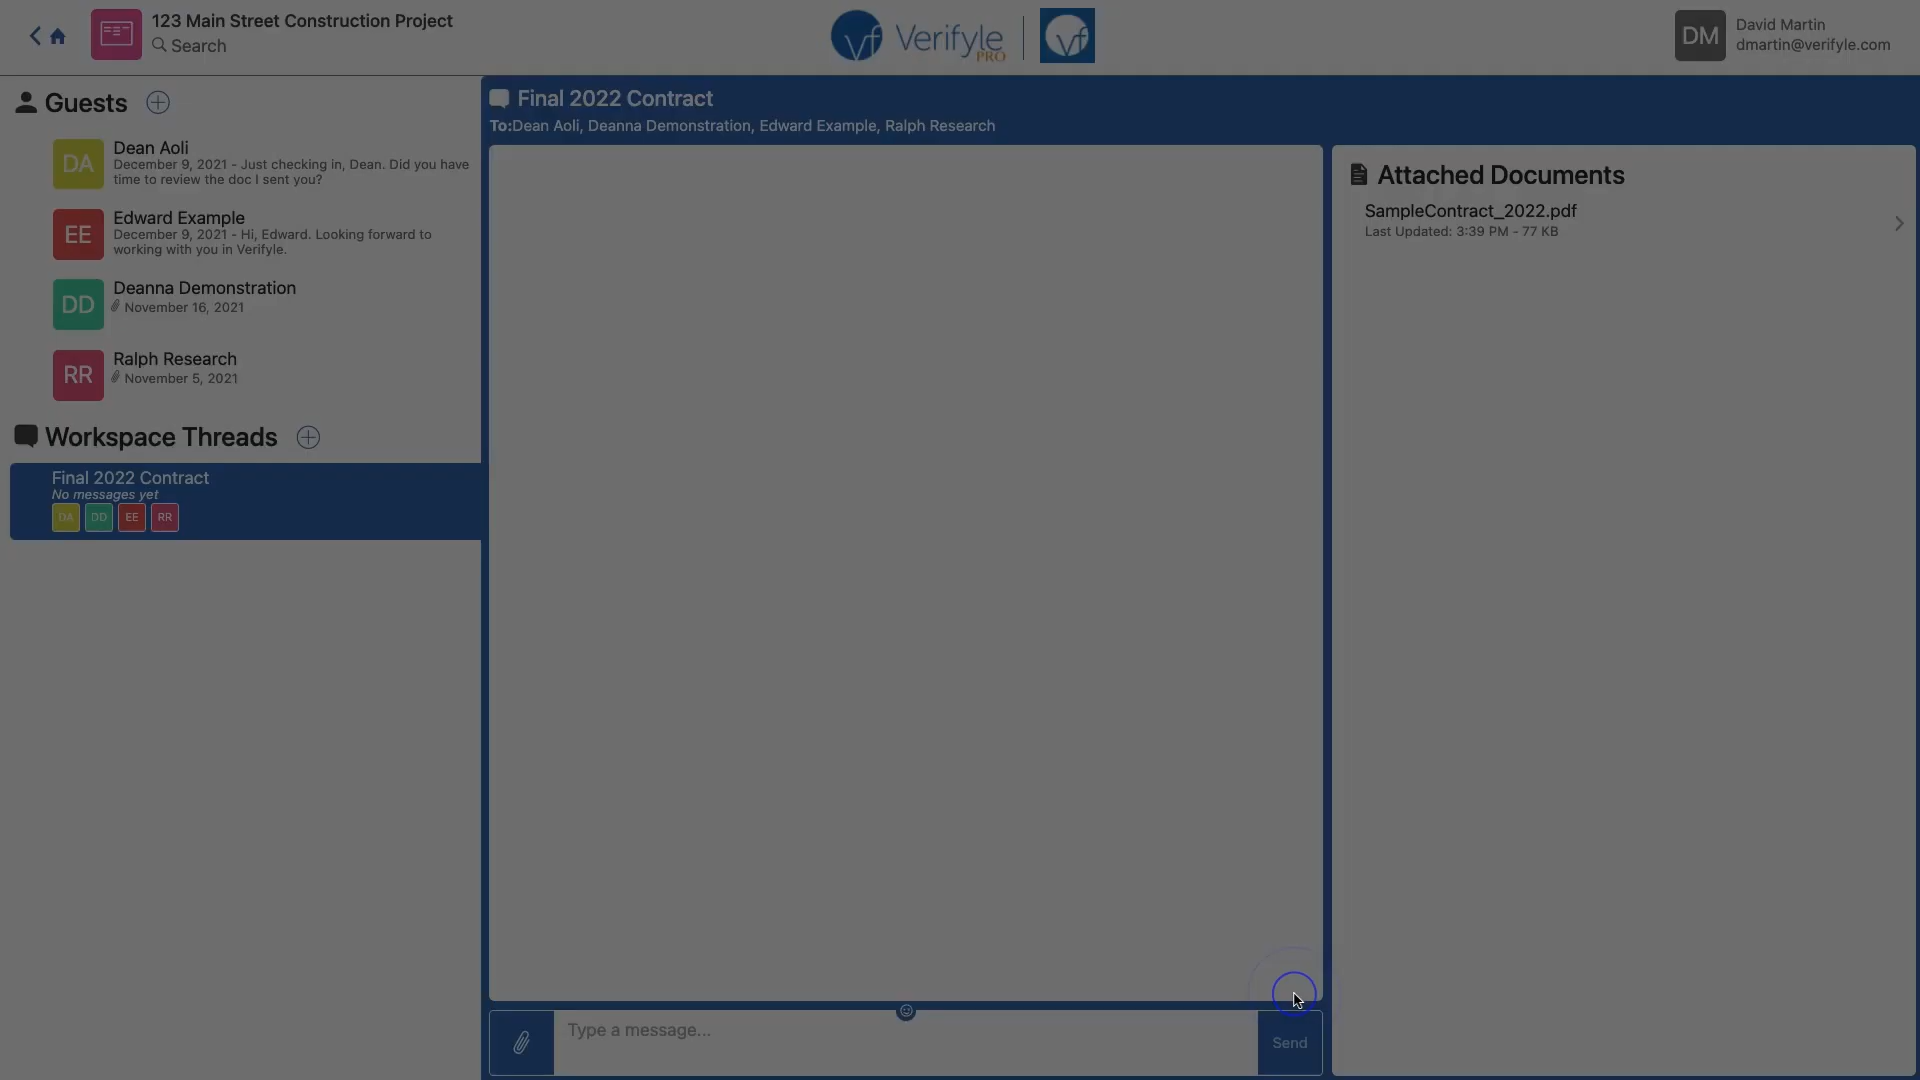 123 Main Street Construction Project
Search
vf Verifyle
PRO
vf
DM
David Martin
dmartin@verifyle.com
Guests
DA
Dean Aoli
December 9, 2021 - Just checking in, Dean. Did you have
time to review the doc I sent you?
EE
Edward Example
December 9, 2021 - Hi, Edward. Looking forward to
working with you in Verifyle.
DD
Deanna Demonstration
November 16, 2021
RR
Ralph Research
November 5, 2021
Workspace Threads
Final 2022 Contract
No messages yet
DA DD EE RR
Final 2022 Contract
To:Dean Aoli, Deanna Demonstration, Edward Example, Ralph Research
Type a message...
Send
Attached Documents
SampleContract_2022.pdf
Last Updated: 3:39 PM - 77 KB